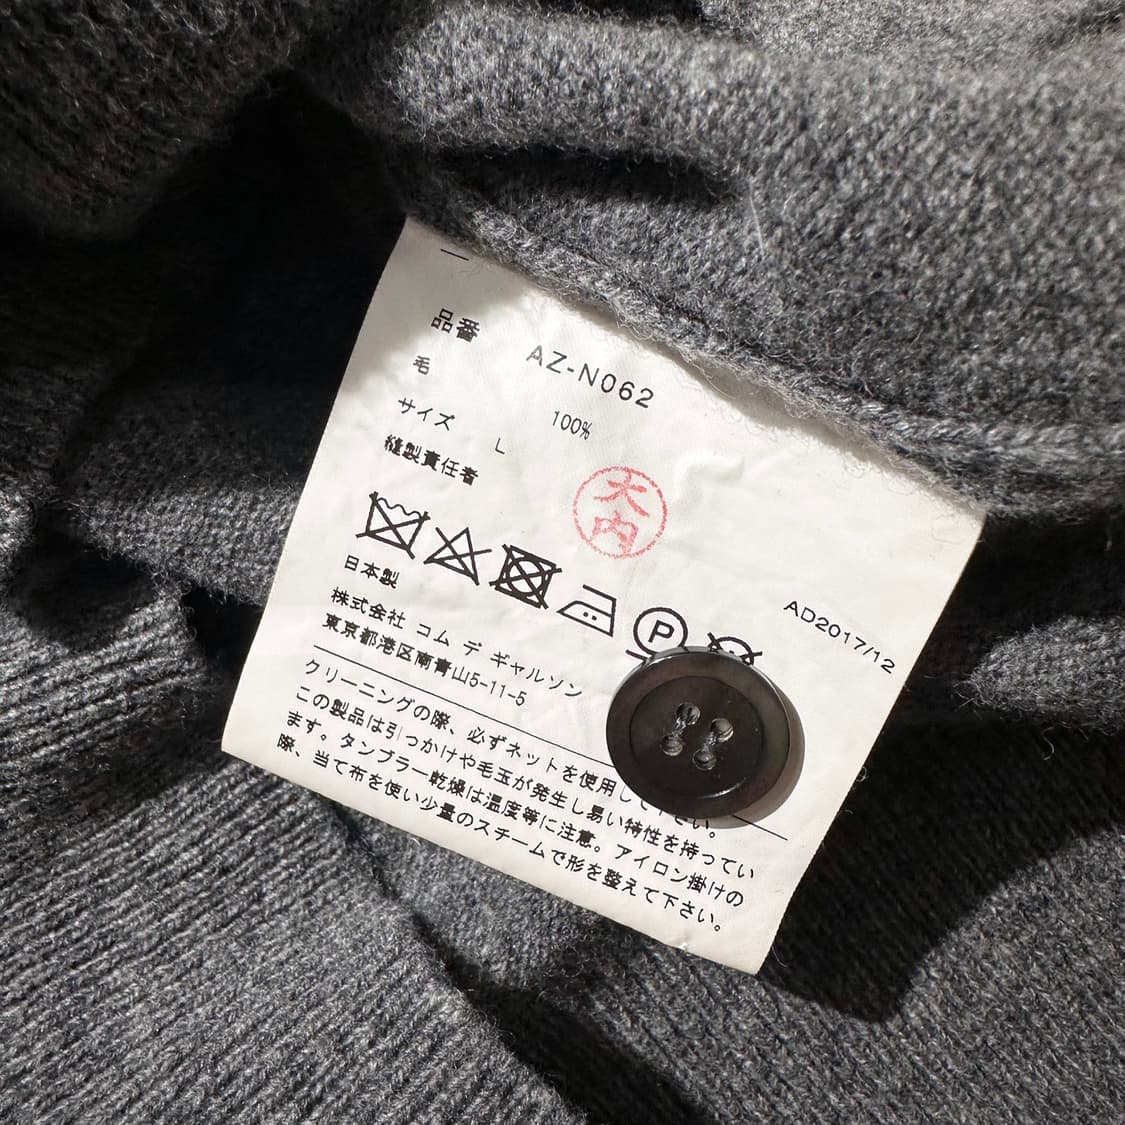 品番 AZ-N062
毛 100%
サイズ L
縫製責任者
大内
P
日本製
AD2017/12
株式会社 コム デ ギャルソン
東京都港区南青山5-11-5
クリーニングの際、必ずネットを使用し
この製品は引っかけや毛玉が発生し易い特性を持ってい
ます。タンブラー乾燥は温度等に注意。アイロン掛けの
際、当て布を使い少量のスチームで形を整えて下さい。